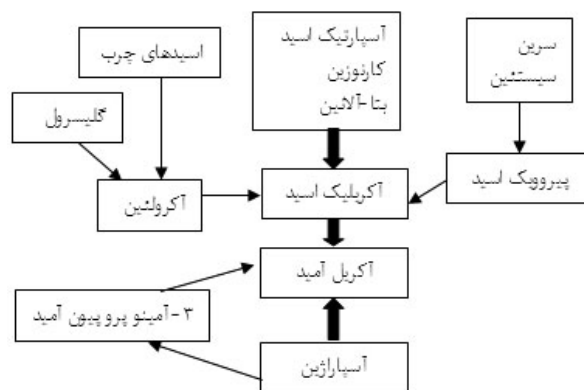 آسپارتیک اسید
کارنوزین
بتا-آلانین
سرین
سیستئین
اسیدهای چرب
گلیسرول
آکرولئین
آکریلیک اسید
پیروویک اسید
آکریل آمید
۳-آمینو پروپیون آمید
آسپاراژین